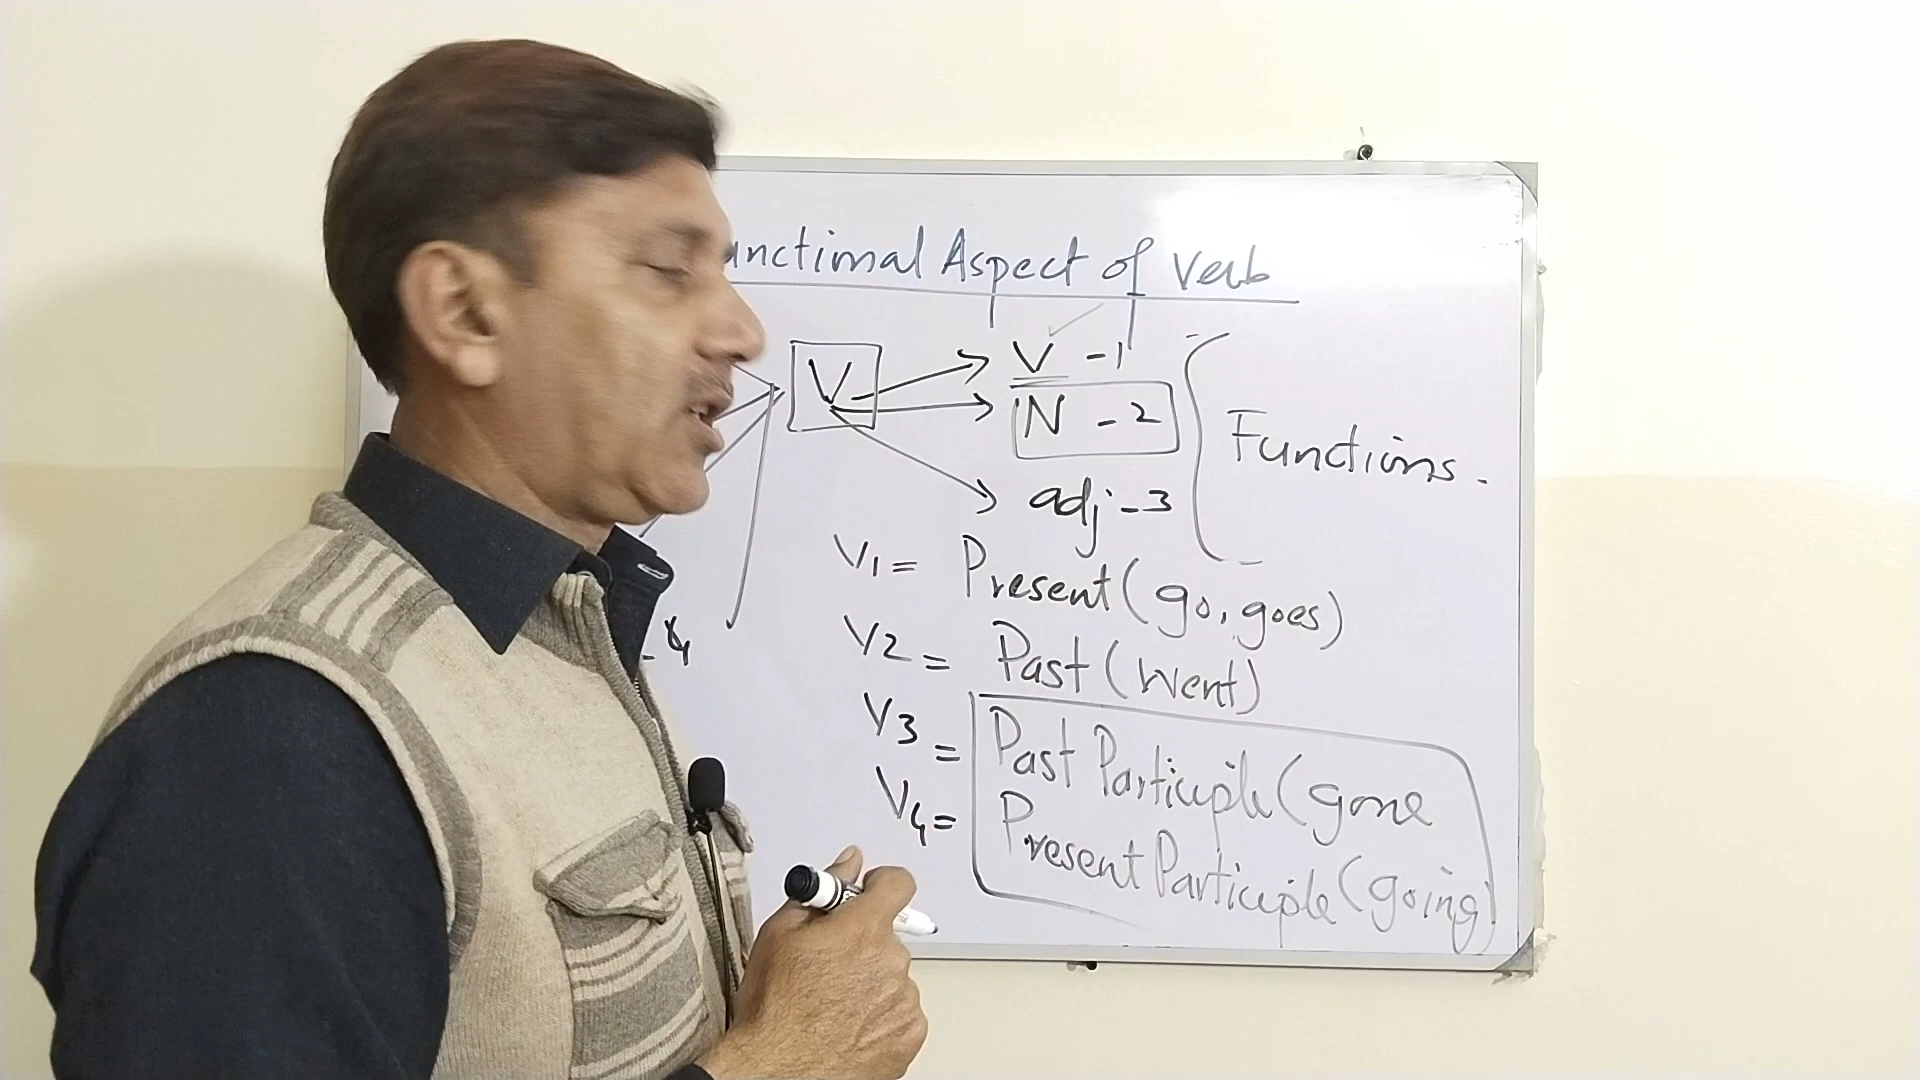 unctional Aspect of Verb
V
V - 1
N - 2
adj - 3
Functions.
V1 = Present (go, goes)
V2 = Past (went)
V3 = Past Participle (gone
V4 = Present Participle (going)